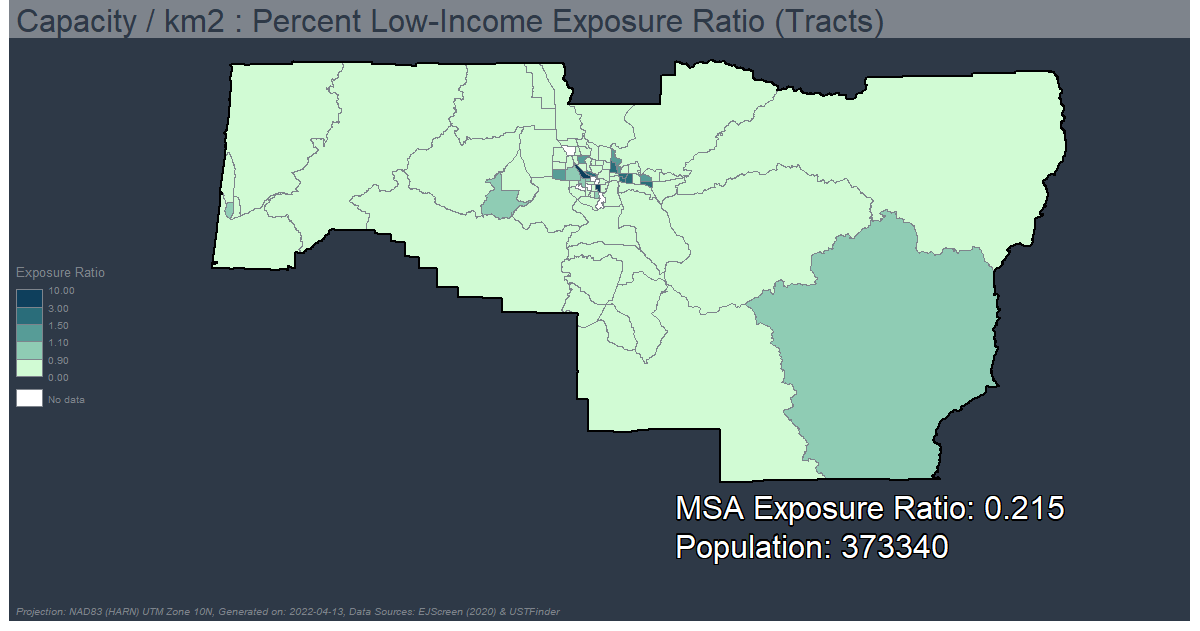 Capacity / km2 : Percent Low-Income Exposure Ratio (Tracts)
Exposure Ratio
10.00
3.00
1.50
1.10
0.90
0.00
No data
MSA Exposure Ratio: 0.215
Population: 373340
Projection: NAD83 (HARN) UTM Zone 10N, Generated on: 2022-04-13, Data Sources: EJScreen (2020) & USTFinder